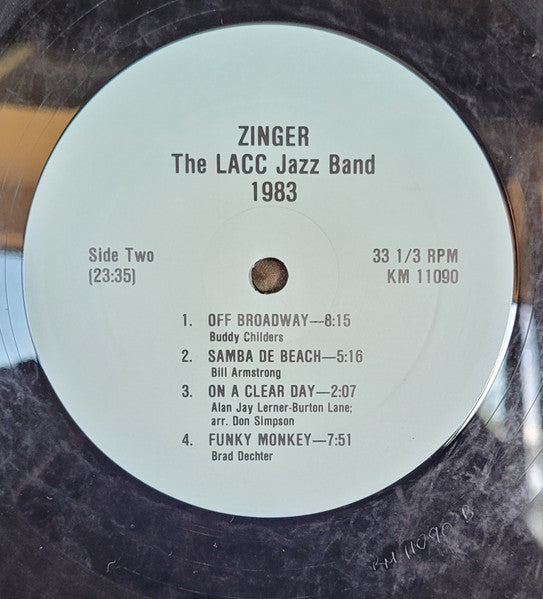 ZINGER
The LACC Jazz Band
1983
Side Two
(23:35)
33 1/3 RPM
KM 11090
1. OFF BROADWAY—8:15
Buddy Childers
2. SAMBA DE BEACH—5:16
Bill Armstrong
3. ON A CLEAR DAY—2:07
Alan Jay Lerner-Burton Lane;
arr. Don Simpson
4. FUNKY MONKEY—7:51
Brad Dechter
KM 11090 B